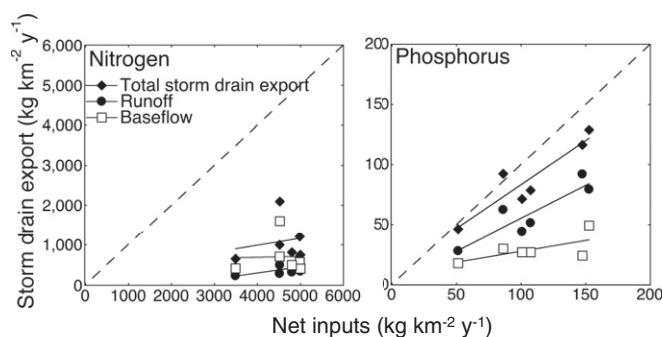 Storm drain export (kg km-2 y-1)
6,000
5,000
4,000
3,000
2,000
1,000
0
Nitrogen
Total storm drain export
Runoff
Baseflow
0 1000 2000 3000 4000 5000 6000
200
150
100
50
0
Phosphorus
0 50 100 150 200
Net inputs (kg km-2 y-1)